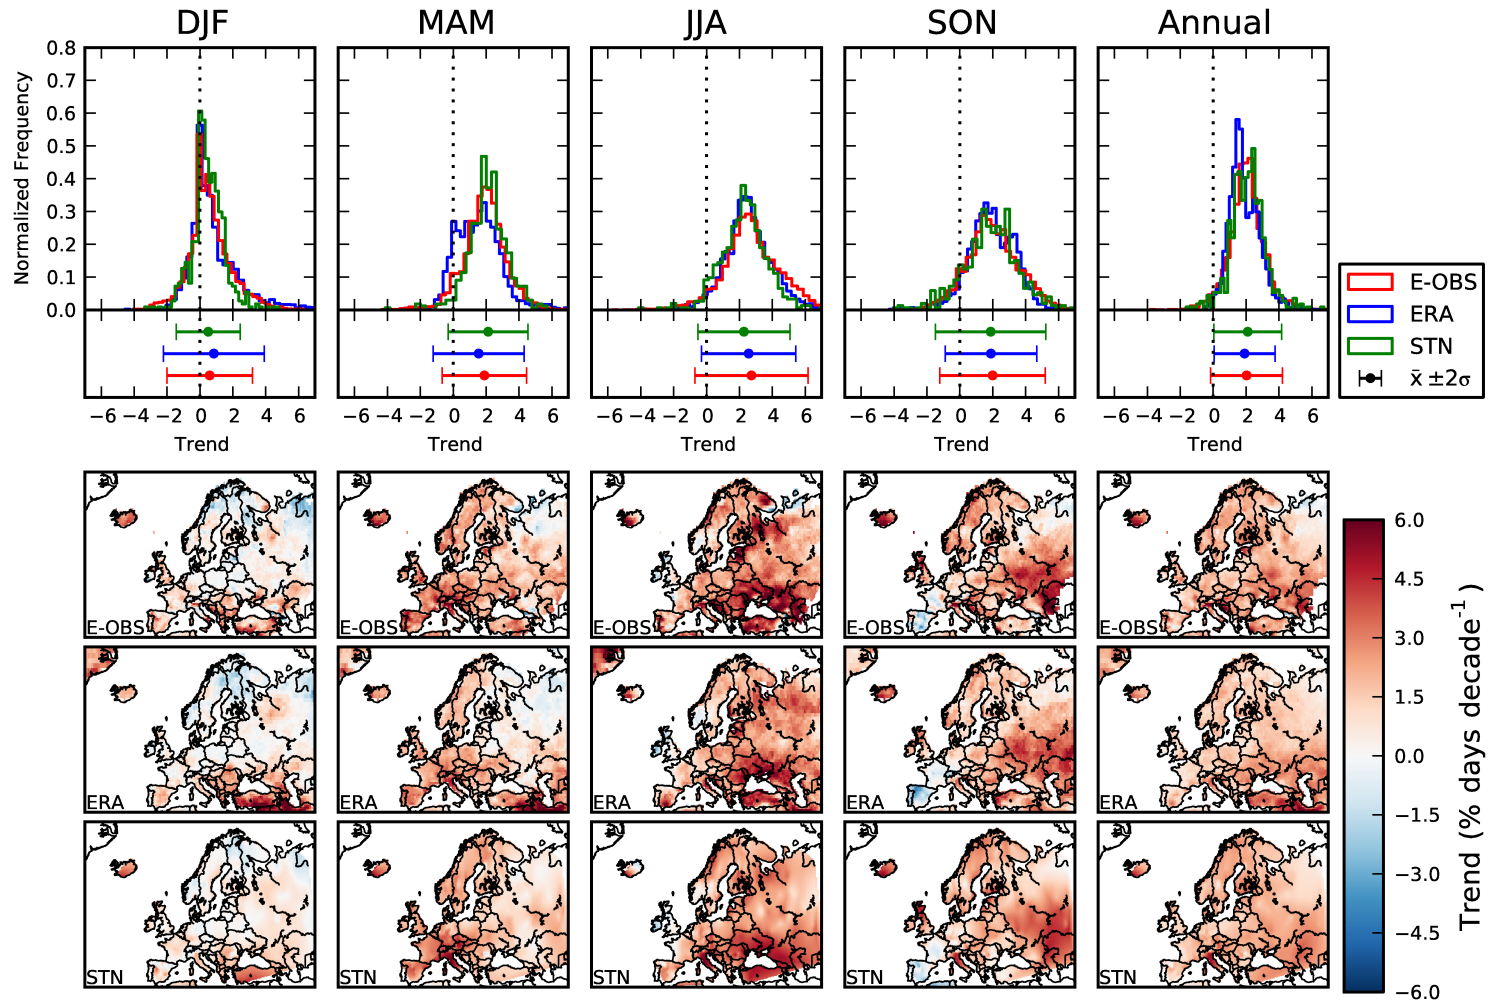 DJF MAM JJA SON Annual
0.8
0.7
0.6
0.5
0.4
0.3
0.2
0.1
0.0
Normalized Frequency
E-OBS
ERA
STN
x̄ ±2σ
−6 −4 −2 0 2 4 6 −6 −4 −2 0 2 4 6 −6 −4 −2 0 2 4 6 −6 −4 −2 0 2 4 6 −6 −4 −2 0 2 4 6
Trend Trend Trend Trend Trend
E-OBS E-OBS E-OBS E-OBS E-OBS
ERA ERA ERA ERA ERA
STN STN STN STN STN
6.0
4.5
3.0
1.5
0.0
−1.5
−3.0
−4.5
−6.0
Trend (% days decade⁻¹ )